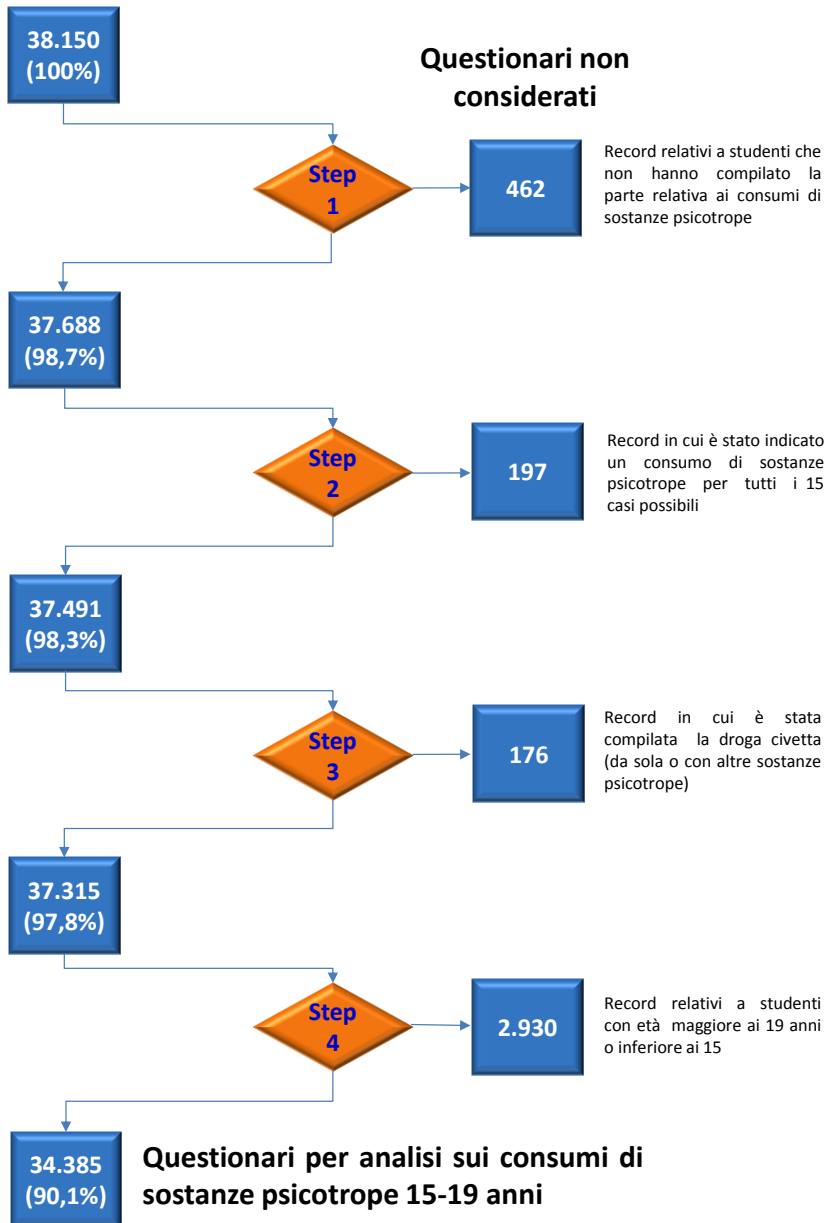 38.150
(100%)
Questionari non
considerati
Step
1
462
Record relativi a studenti che
non hanno compilato la
parte relativa ai consumi di
sostanze psicotrope
37.688
(98,7%)
Step
2
197
Record in cui è stato indicato
un consumo di sostanze
psicotrope per tutti i 15
casi possibili
37.491
(98,3%)
Step
3
176
Record in cui è stata
compilata la droga civetta
(da sola o con altre sostanze
psicotrope)
37.315
(97,8%)
Step
4
2.930
Record relativi a studenti
con età maggiore ai 19 anni
o inferiore ai 15
34.385
(90,1%)
Questionari per analisi sui consumi di
sostanze psicotrope 15-19 anni